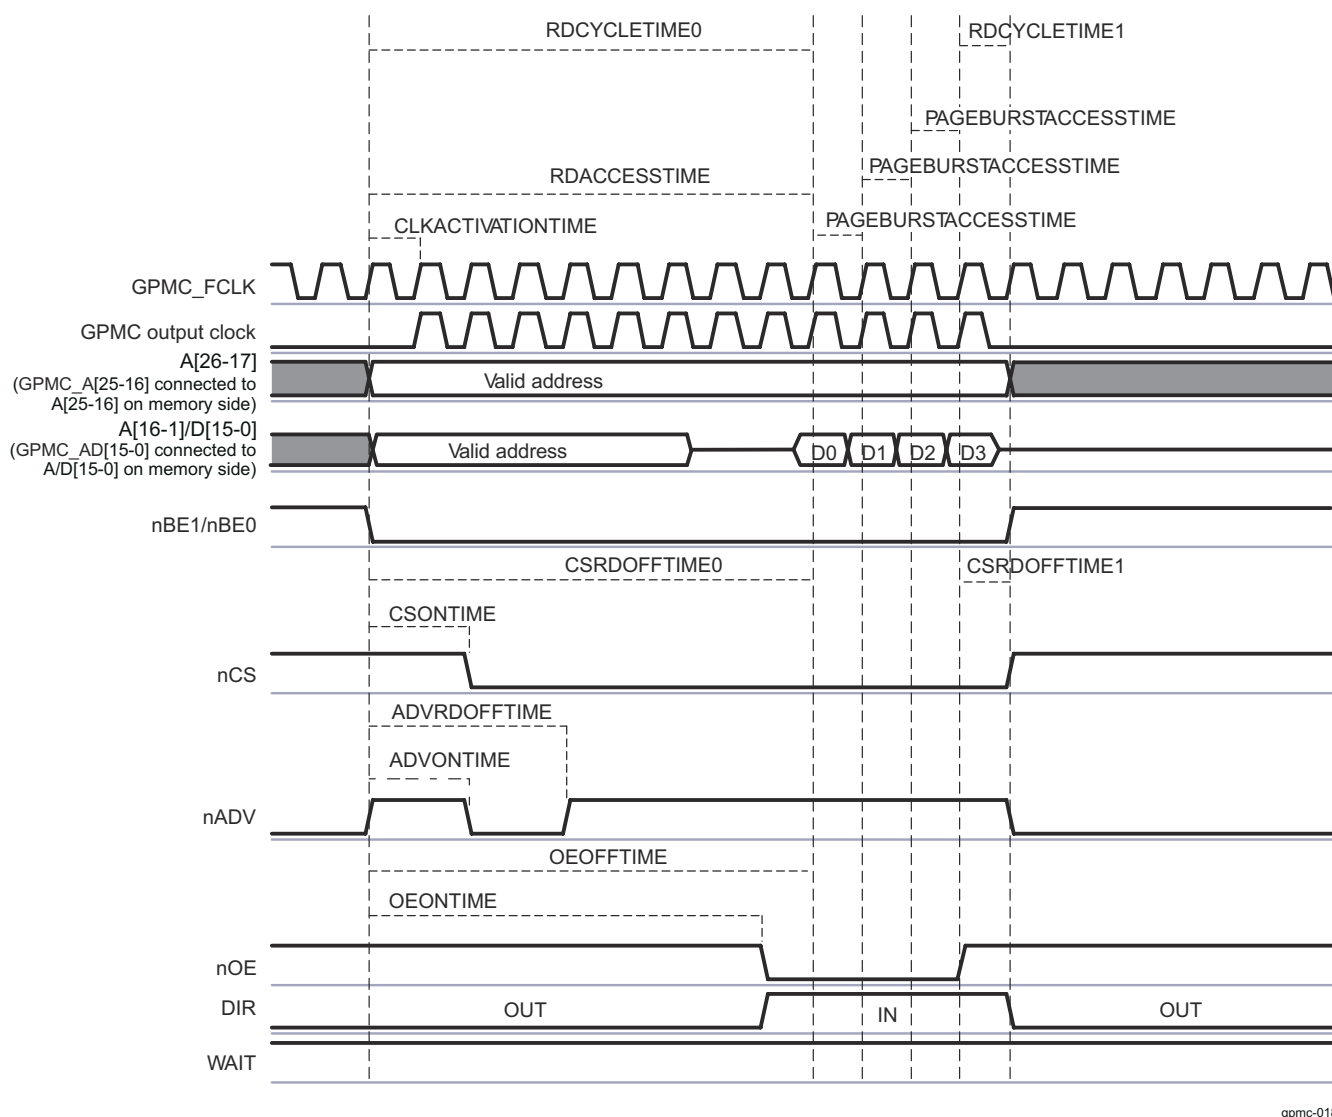 RDCYCLETIME0
RDCYCLETIME1
PAGEBURSTACCESSTIME
PAGEBURSTACCESSTIME
RDACCESSTIME
PAGEBURSTACCESSTIME
CLKACTIVATIONTIME
GPMC_FCLK
GPMC output clock
A[26-17]
(GPMC_A[25-16] connected to
A[25-16] on memory side)
Valid address
A[16-1]/D[15-0]
(GPMC_AD[15-0] connected to
A/D[15-0] on memory side)
Valid address
D0
D1
D2
D3
nBE1/nBE0
CSRDOFFTIME0
CSRDOFFTIME1
CSONTIME
nCS
ADVRDOFFTIME
ADVONTIME
nADV
OEOFFTIME
OEONTIME
nOE
DIR
OUT
IN
OUT
WAIT